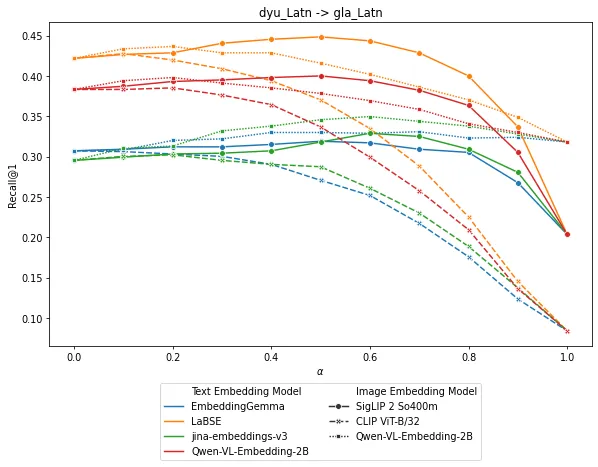 dyu_Latn -> gla_Latn
0.45
0.40
0.35
0.30
0.25
0.20
0.15
0.10
Recall@1
0.0 0.2 0.4 0.6 0.8 1.0
α
Text Embedding Model
EmbeddingGemma
LaBSE
jina-embeddings-v3
Qwen-VL-Embedding-2B
Image Embedding Model
SigLIP 2 So400m
CLIP ViT-B/32
Qwen-VL-Embedding-2B